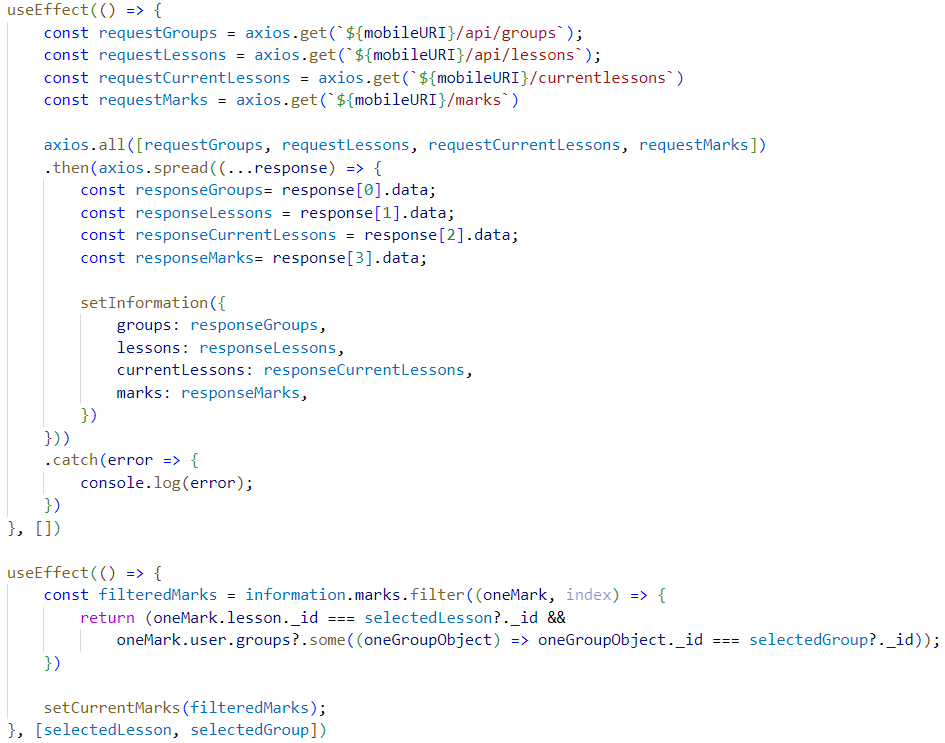 useEffect(() => {
    const requestGroups = axios.get(`${mobileURI}/api/groups`);
    const requestLessons = axios.get(`${mobileURI}/api/lessons`);
    const requestCurrentLessons = axios.get(`${mobileURI}/currentlessons`)
    const requestMarks = axios.get(`${mobileURI}/marks`)

    axios.all([requestGroups, requestLessons, requestCurrentLessons, requestMarks])
    .then(axios.spread((...response) => {
        const responseGroups= response[0].data;
        const responseLessons = response[1].data;
        const responseCurrentLessons = response[2].data;
        const responseMarks= response[3].data;

        setInformation({
            groups: responseGroups,
            lessons: responseLessons,
            currentLessons: responseCurrentLessons,
            marks: responseMarks,
        })
    }))
    .catch(error => {
        console.log(error);
    })
}, [])

useEffect(() => {
    const filteredMarks = information.marks.filter((oneMark, index) => {
        return (oneMark.lesson._id === selectedLesson?._id &&
            oneMark.user.groups?.some((oneGroupObject) => oneGroupObject._id === selectedGroup?._id));
    })

    setCurrentMarks(filteredMarks);
}, [selectedLesson, selectedGroup])